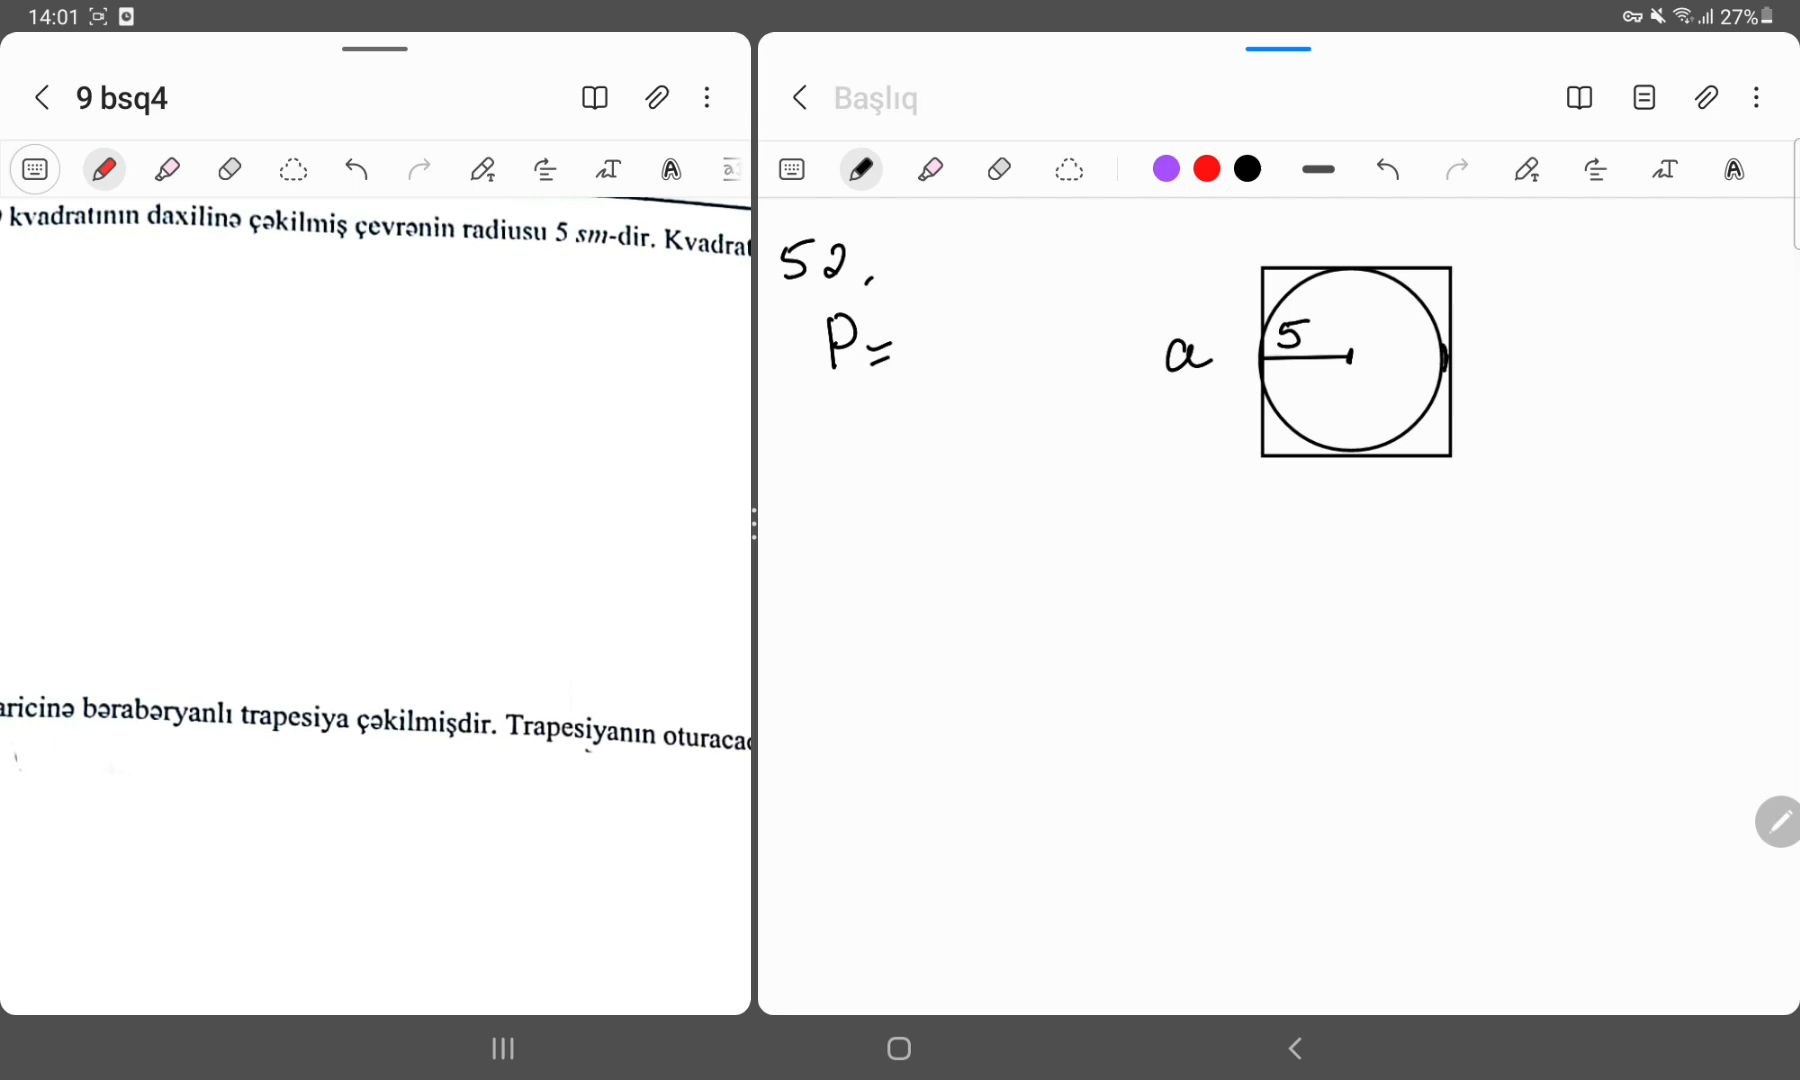 14:01
27%
9 bsq4
kvadratının daxilinə çəkilmiş çevrənin radiusu 5 sm-dir. Kvadrat
aricinə bərabəryanlı trapesiya çəkilmişdir. Trapesiyanın oturacac
Başlıq
52.
P=
a
5